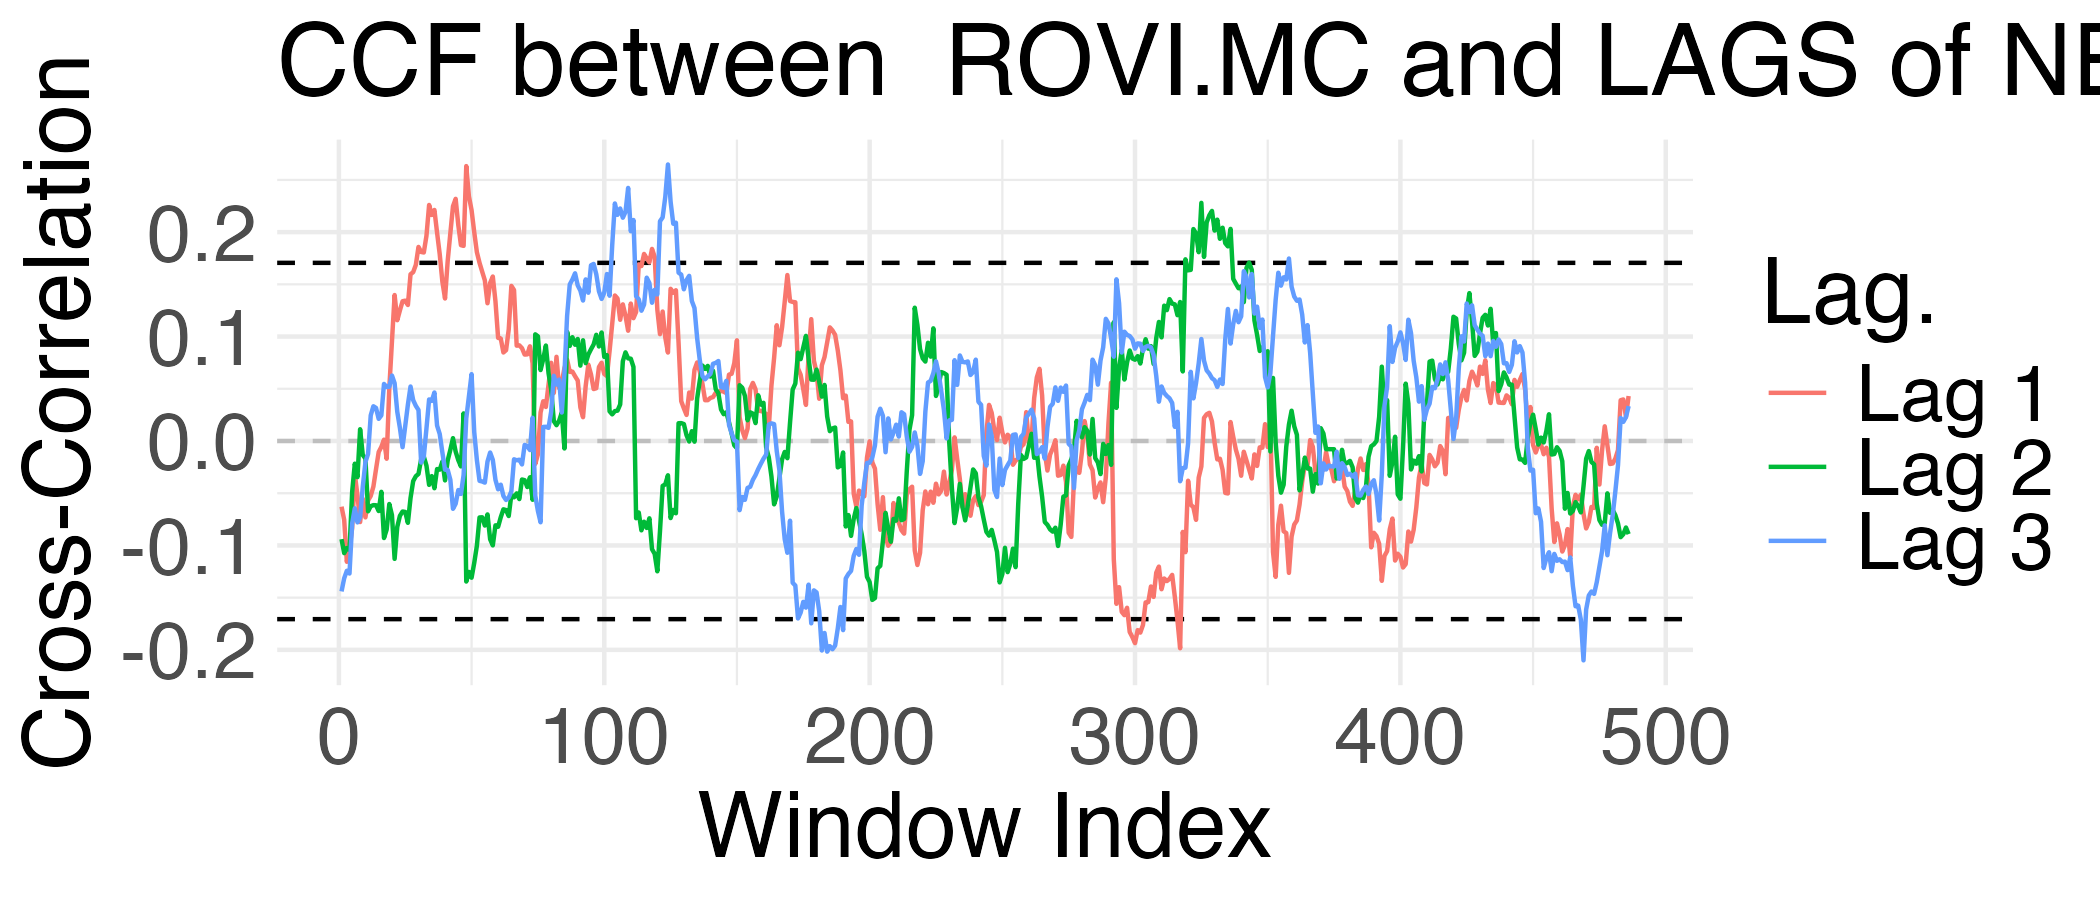 CCF between ROVI.MC and LAGS of
Cross-Correlation
0.2
0.1
0.0
-0.1
-0.2
0 100 200 300 400 500
Window Index
Lag.
Lag 1
Lag 2
Lag 3